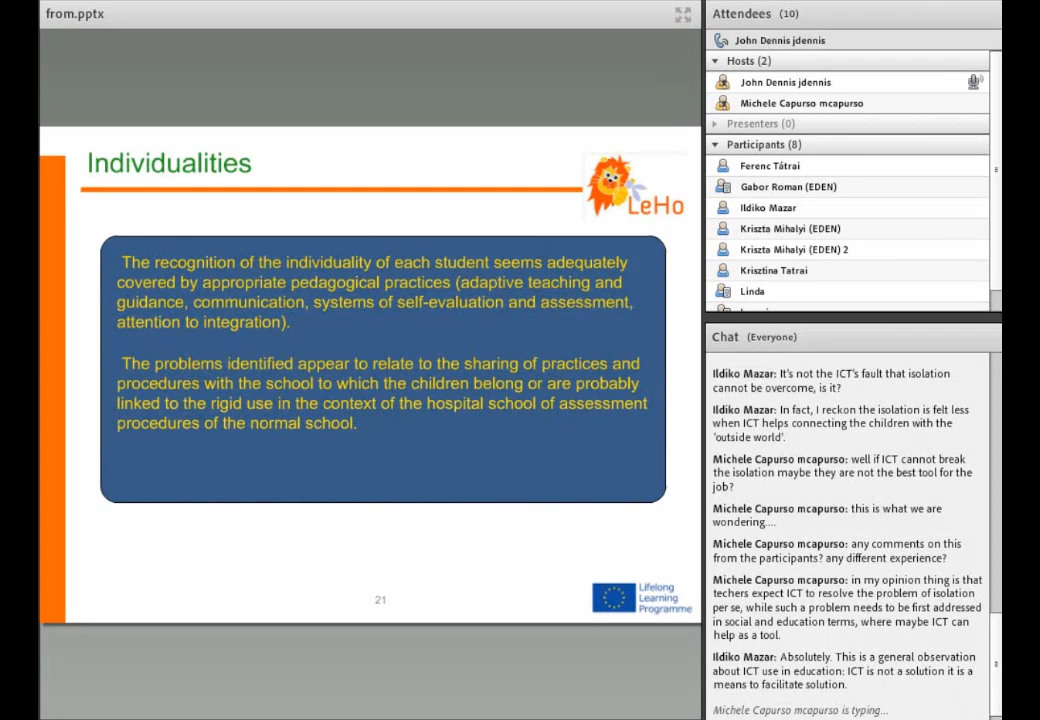 from.pptx
Individualities
LeHo
The recognition of the individuality of each student seems adequately
covered by appropriate pedagogical practices (adaptive teaching and
guidance, communication, systems of self-evaluation and assessment,
attention to integration).
The problems identified appear to relate to the sharing of practices and
procedures with the school to which the children belong or are probably
linked to the rigid use in the context of the hospital school of assessment
procedures of the normal school.
21
Lifelong
Learning
Programme
Attendees (10)
John Dennis jdennis
Hosts (2)
John Dennis jdennis
Michele Capurso mcapurso
Presenters (0)
Participants (8)
Ferenc Tátrai
Gabor Roman (EDEN)
Ildiko Mazar
Kriszta Mihalyi (EDEN)
Kriszta Mihalyi (EDEN) 2
Krisztina Tatrai
Linda
Chat (Everyone)
Ildiko Mazar: It's not the ICT's fault that isolation
cannot be overcome, is it?
Ildiko Mazar: In fact, I reckon the isolation is felt less
when ICT helps connecting the children with the
'outside world'.
Michele Capurso mcapurso: well if ICT cannot break
the isolation maybe they are not the best tool for the
job?
Michele Capurso mcapurso: this is what we are
wondering....
Michele Capurso mcapurso: any comments on this
from the participants? any different experience?
Michele Capurso mcapurso: in my opinion thing is that
techers expect ICT to resolve the problem of isolation
per se, while such a problem needs to be first addressed
in social and education terms, where maybe ICT can
help as a tool.
Ildiko Mazar: Absolutely. This is a general observation
about ICT use in education: ICT is not a solution it is a
means to facilitate solution.
Michele Capurso mcapurso is typing...